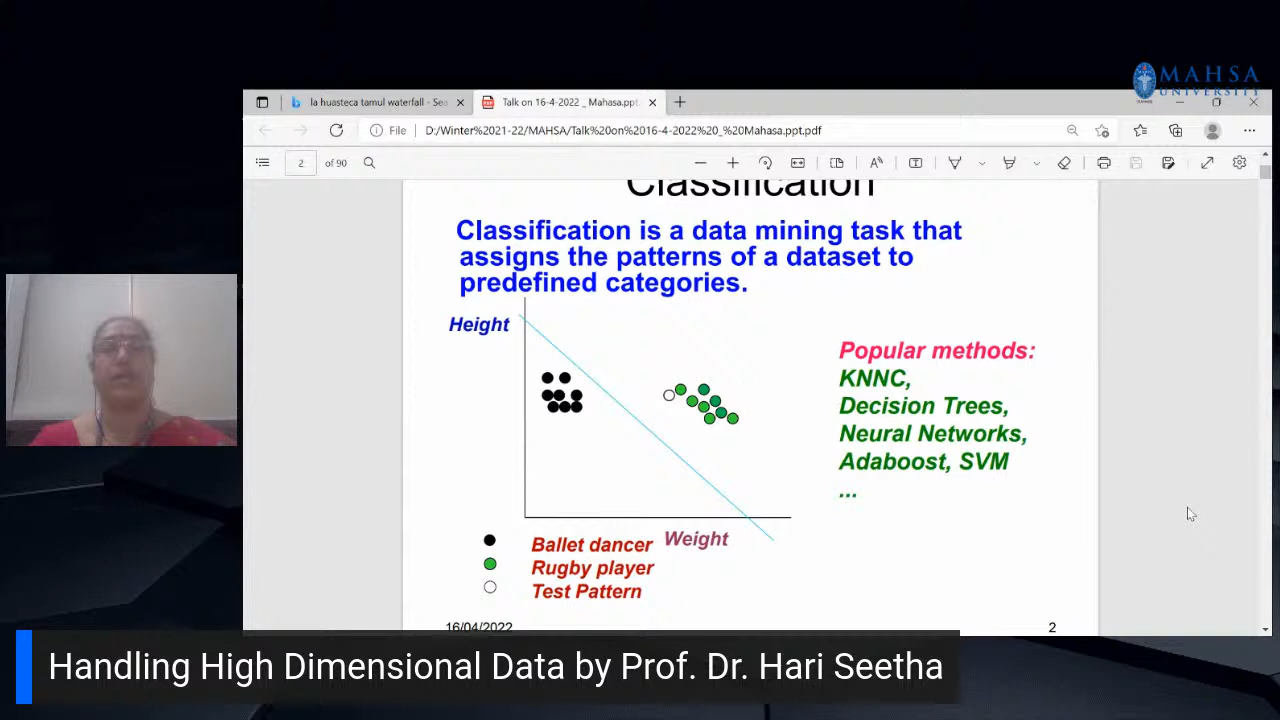 MAHSA
UNIVERSITY
la huasteca tamul waterfall - Sea
Talk on 16-4-2022 _ Mahasa.ppt.
File
D:/Winter%2021-22/MAHSA/Talk%20on%2016-4-2022%20_%20Mahasa.ppt.pdf
2 of 90
Classification
Classification is a data mining task that
assigns the patterns of a dataset to
predefined categories.
Height
Popular methods:
KNNC,
Decision Trees,
Neural Networks,
Adaboost, SVM
...
Weight
Ballet dancer
Rugby player
Test Pattern
16/04/2022
2
Handling High Dimensional Data by Prof. Dr. Hari Seetha